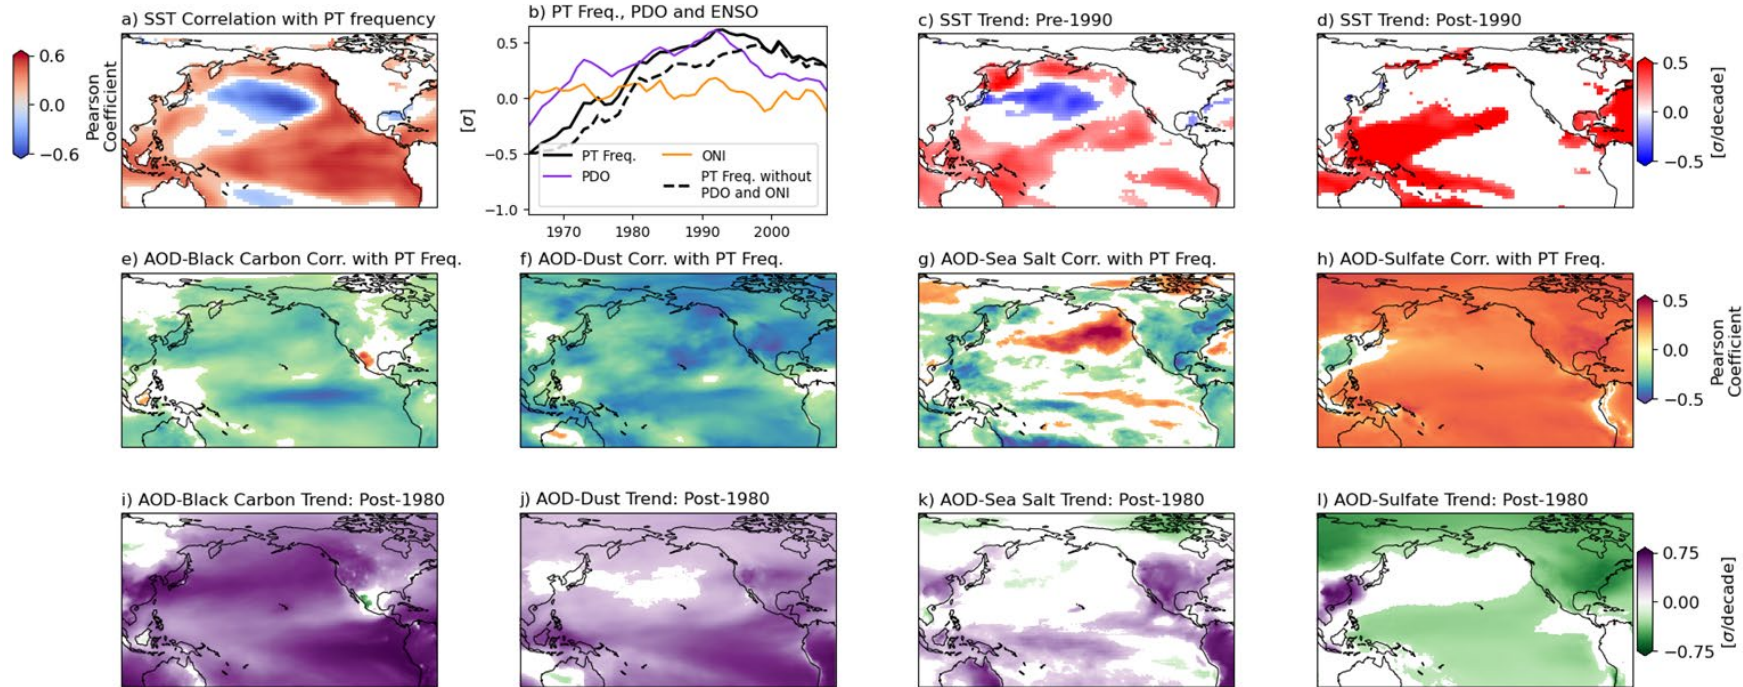 a) SST Correlation with PT frequency
0.6
0.0
−0.6
Pearson
Coefficient
b) PT Freq., PDO and ENSO
[σ]
0.5
0.0
−0.5
−1.0
1970
1980
1990
2000
PT Freq.
PDO
ONI
PT Freq. without
PDO and ONI
c) SST Trend: Pre-1990
d) SST Trend: Post-1990
0.5
0.0
−0.5
[σ/decade]
e) AOD-Black Carbon Corr. with PT Freq.
f) AOD-Dust Corr. with PT Freq.
g) AOD-Sea Salt Corr. with PT Freq.
h) AOD-Sulfate Corr. with PT Freq.
0.5
0.0
−0.5
Pearson
Coefficient
i) AOD-Black Carbon Trend: Post-1980
j) AOD-Dust Trend: Post-1980
k) AOD-Sea Salt Trend: Post-1980
l) AOD-Sulfate Trend: Post-1980
0.75
0.00
−0.75
[σ/decade]